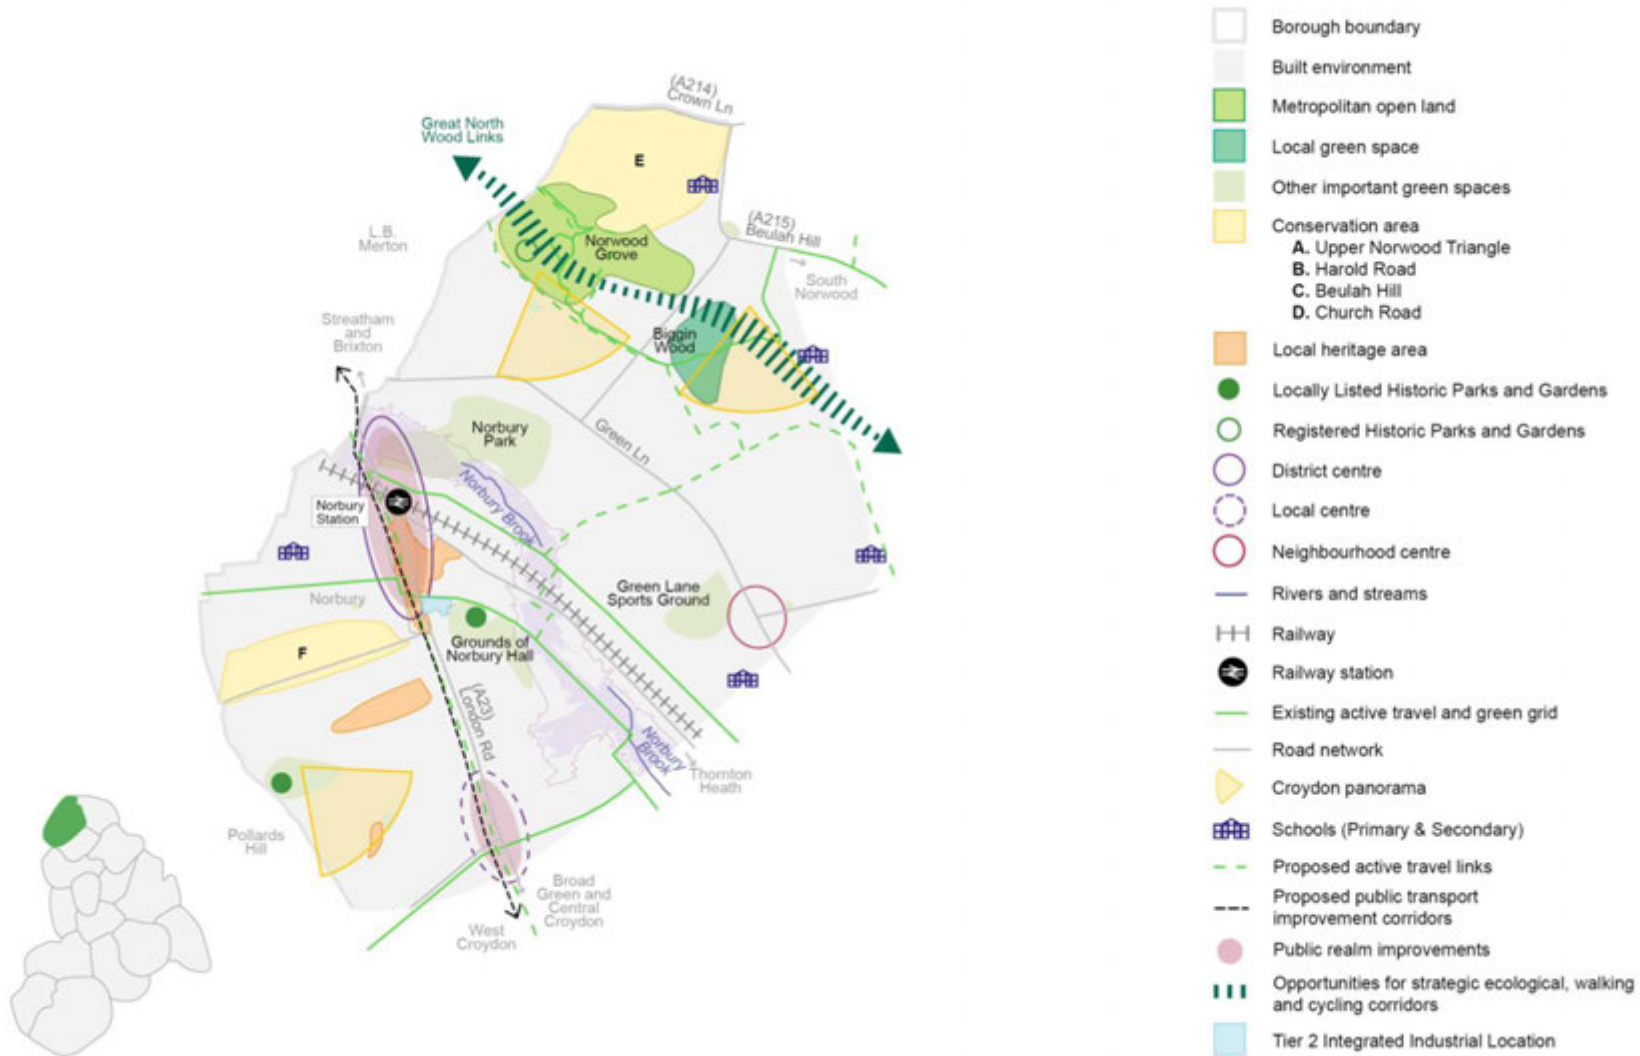 (A214)
Crown Ln
Great North
Wood Links
E
L.B.
Merton
Norwood
Grove
(A215)
Beulah Hill
South
Norwood
Streatham
and
Brixton
Biggin
Wood
Norbury
Park
Green Ln
Norbury Brook
Norbury
Station
Norbury
Green Lane
Sports Ground
Grounds of
Norbury Hall
F
(A23)
London Rd
Norbury
Brook
Thornton
Heath
Pollards
Hill
Broad
Green and
Central
Croydon
West
Croydon
Borough boundary
Built environment
Metropolitan open land
Local green space
Other important green spaces
Conservation area
A. Upper Norwood Triangle
B. Harold Road
C. Beulah Hill
D. Church Road
Local heritage area
Locally Listed Historic Parks and Gardens
Registered Historic Parks and Gardens
District centre
Local centre
Neighbourhood centre
Rivers and streams
Railway
Railway station
Existing active travel and green grid
Road network
Croydon panorama
Schools (Primary & Secondary)
Proposed active travel links
Proposed public transport
improvement corridors
Public realm improvements
Opportunities for strategic ecological, walking
and cycling corridors
Tier 2 Integrated Industrial Location